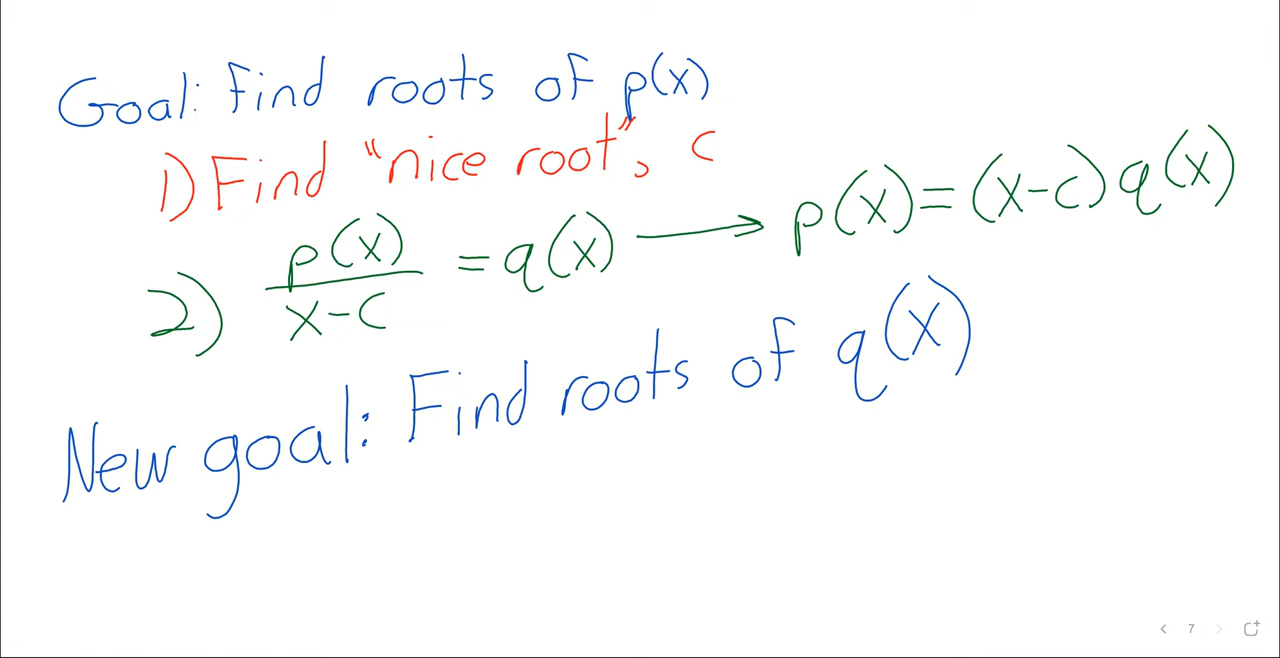 Goal: Find roots of p(x)
1) Find "nice root", c
2) p(x)/(x-c) = q(x) → p(x) = (x-c) q(x)
New goal: Find roots of q(x)
< 7 >